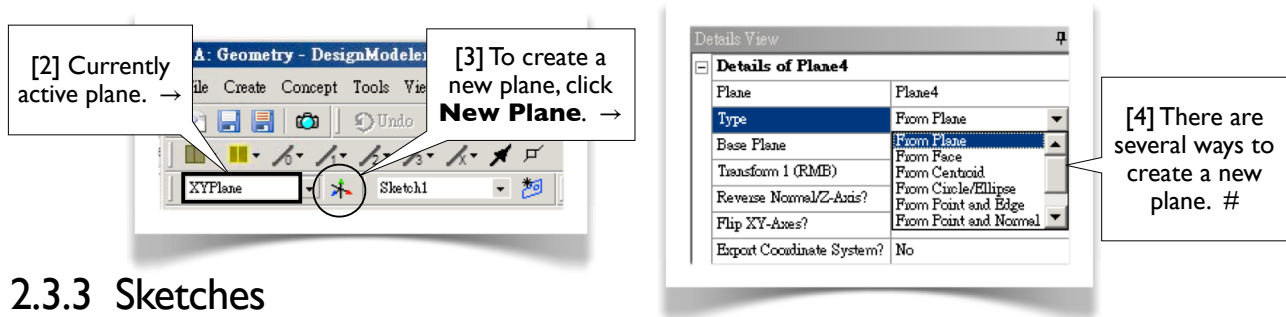 [2] Currently
active plane. →
A: Geometry - DesignModeler
ile Create Concept Tools Vie
Undo
XYPlane
Sketch1
[3] To create a
new plane, click
New Plane. →
Details View
Details of Plane4
Plane Plane4
Type From Plane
Base Plane
Transform 1 (RMB)
Reverse Normal/Z-Axis?
Flip XY-Axes?
Export Coordinate System? No
From Plane
From Face
From Centroid
From Circle/Ellipse
From Point and Edge
From Point and Normal
[4] There are
several ways to
create a new
plane. #
2.3.3 Sketches